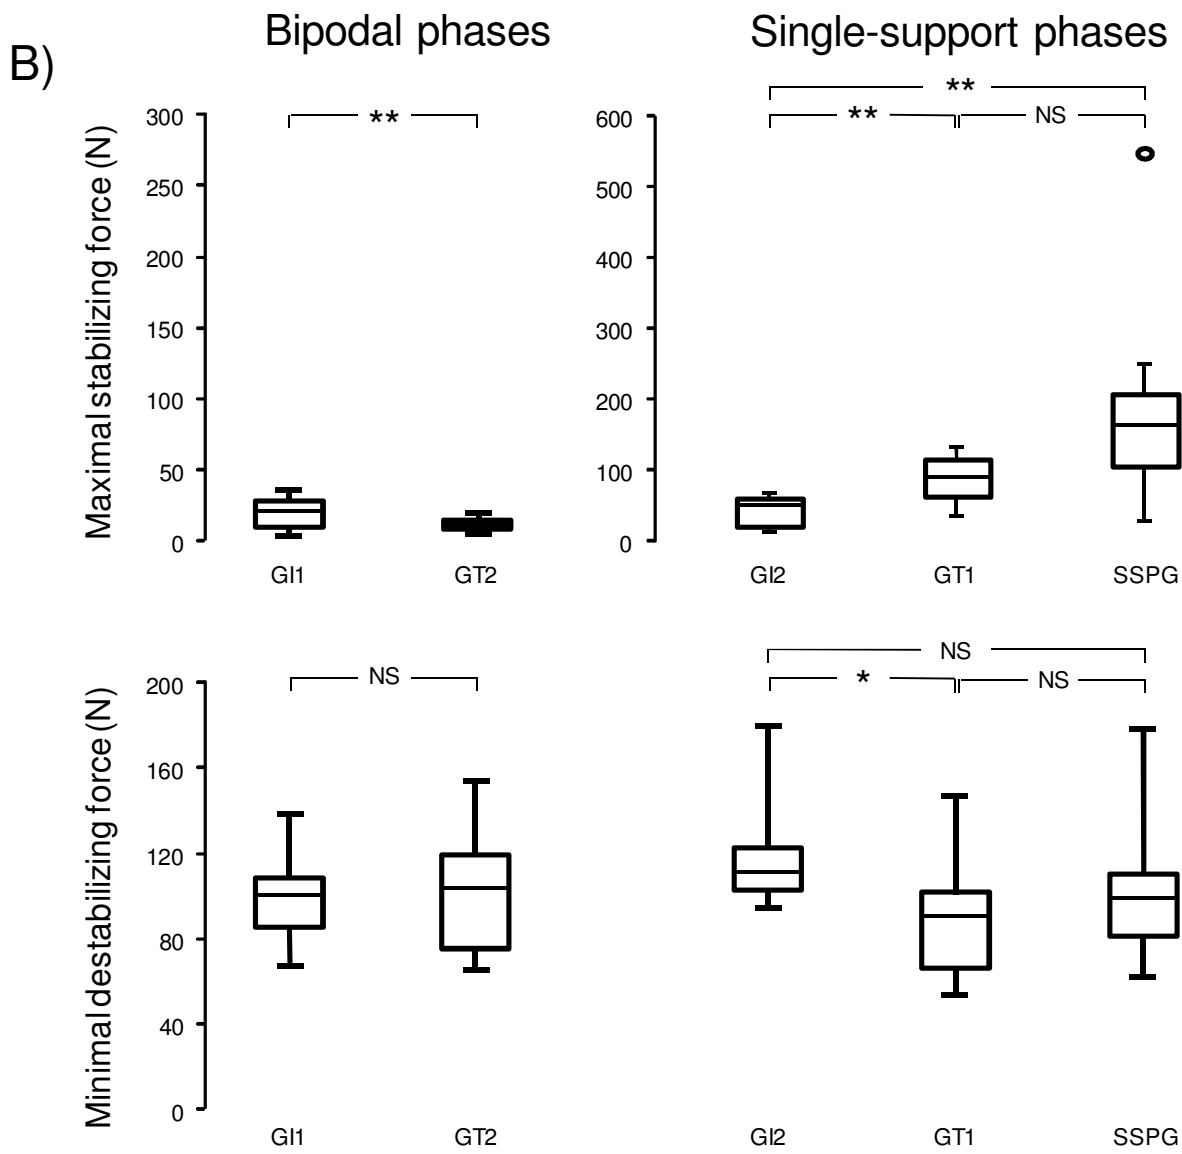 Bipodal phases
Single-support phases
B)
**
**
**
NS
Maximal stabilizing force (N)
300
250
200
150
100
50
0
600
500
400
300
200
100
0
GI1
GT2
GI2
GT1
SSPG
NS
NS
*
NS
Minimal destabilizing force (N)
200
160
120
80
40
0
GI1
GT2
GI2
GT1
SSPG